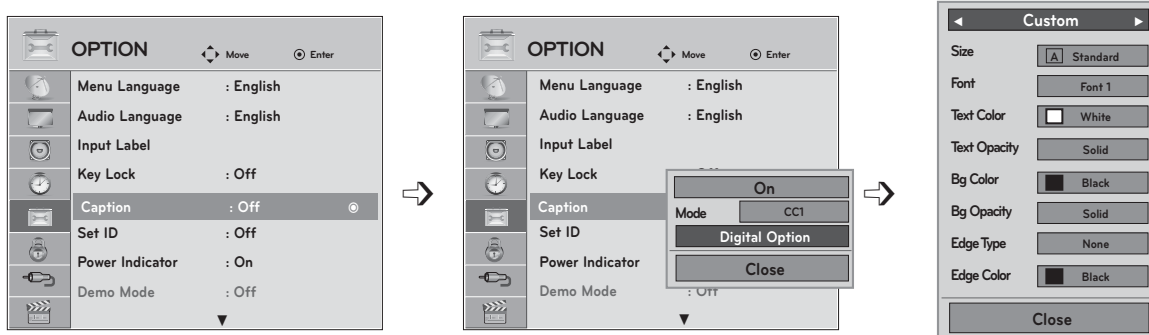 OPTION Move Enter
Menu Language : English
Audio Language : English
Input Label
Key Lock : Off
Caption : Off
Set ID : Off
Power Indicator : On
Demo Mode : Off
OPTION Move Enter
Menu Language : English
Audio Language : English
Input Label
Key Lock
Caption
Set ID
Power Indicator
Demo Mode : Off
On
Mode CC1
Digital Option
Close
Custom
Size A Standard
Font Font 1
Text Color White
Text Opacity Solid
Bg Color Black
Bg Opacity Solid
Edge Type None
Edge Color Black
Close